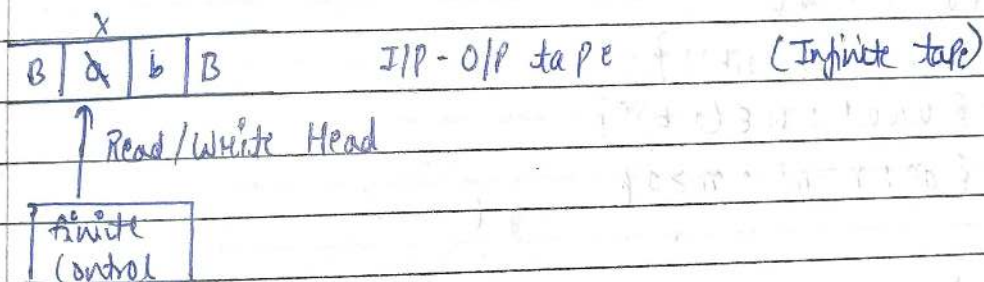 X
B | a | b | B I/P - O/P tape (Infinite tape)
Read/Write Head
finite
Control